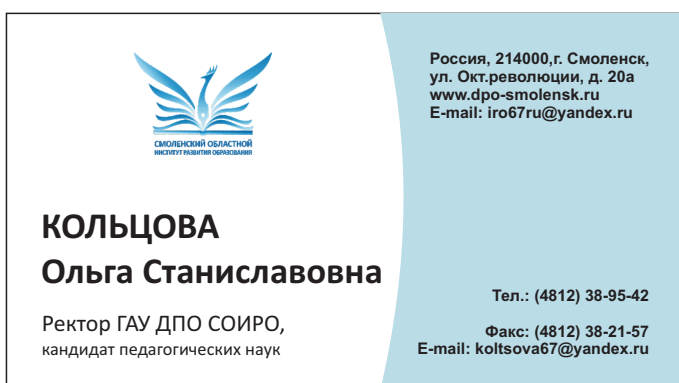 СМОЛЕНСКИЙ ОБЛАСТНОЙ
ИНСТИТУТ РАЗВИТИЯ ОБРАЗОВАНИЯ
КОЛЬЦОВА
Ольга Станиславовна
Ректор ГАУ ДПО СОИРО,
кандидат педагогических наук
Россия, 214000,г. Смоленск,
ул. Окт.революции, д. 20а
www.dpo-smolensk.ru
E-mail: iro67ru@yandex.ru
Тел.: (4812) 38-95-42
Факс: (4812) 38-21-57
E-mail: koltsova67@yandex.ru